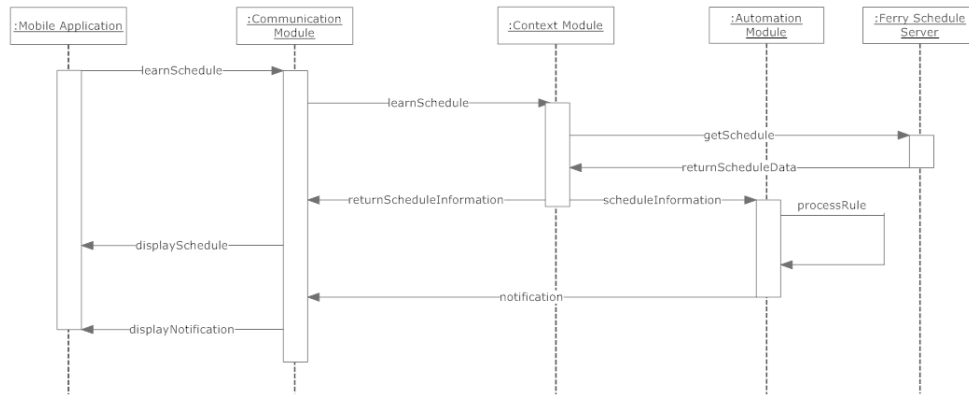 :Mobile Application
:Communication
Module
:Context Module
:Automation
Module
:Ferry Schedule
Server
learnSchedule
learnSchedule
getSchedule
returnScheduleData
returnScheduleInformation
scheduleInformation
processRule
displaySchedule
notification
displayNotification